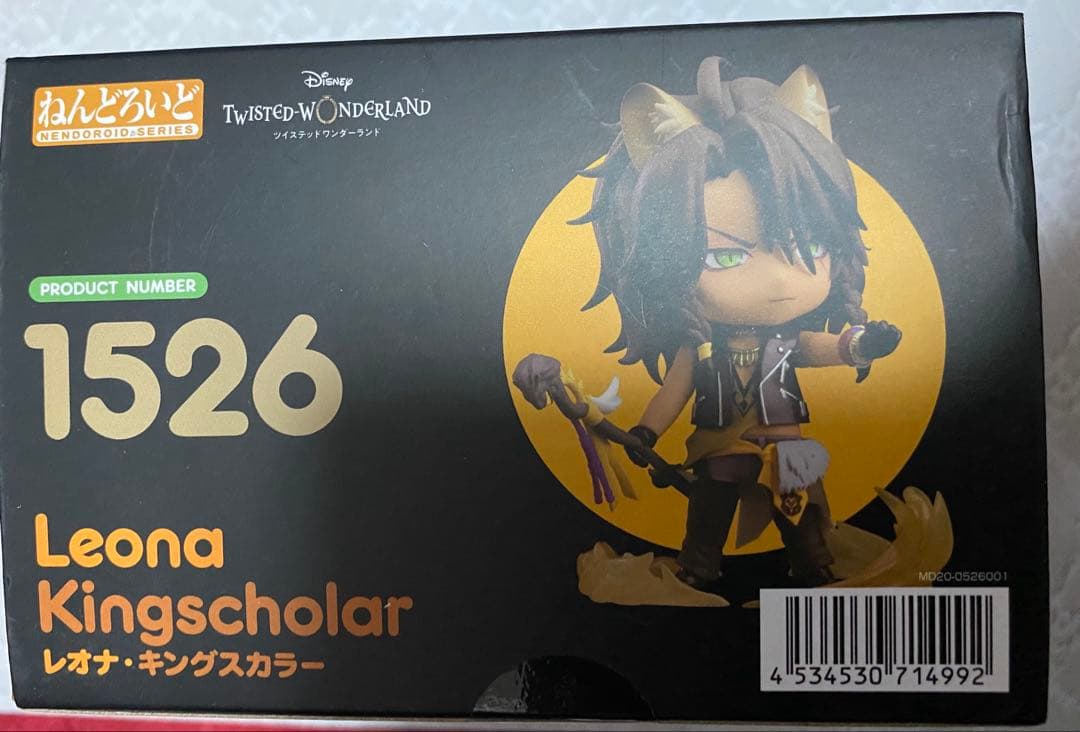 ねんどろいど
NENDOROID SERIES
Disney
TWISTED-WONDERLAND
ツイステッドワンダーランド
PRODUCT NUMBER
1526
Leona
Kingscholar
レオナ・キングスカラー
MD20-0526001
4 534530 714992